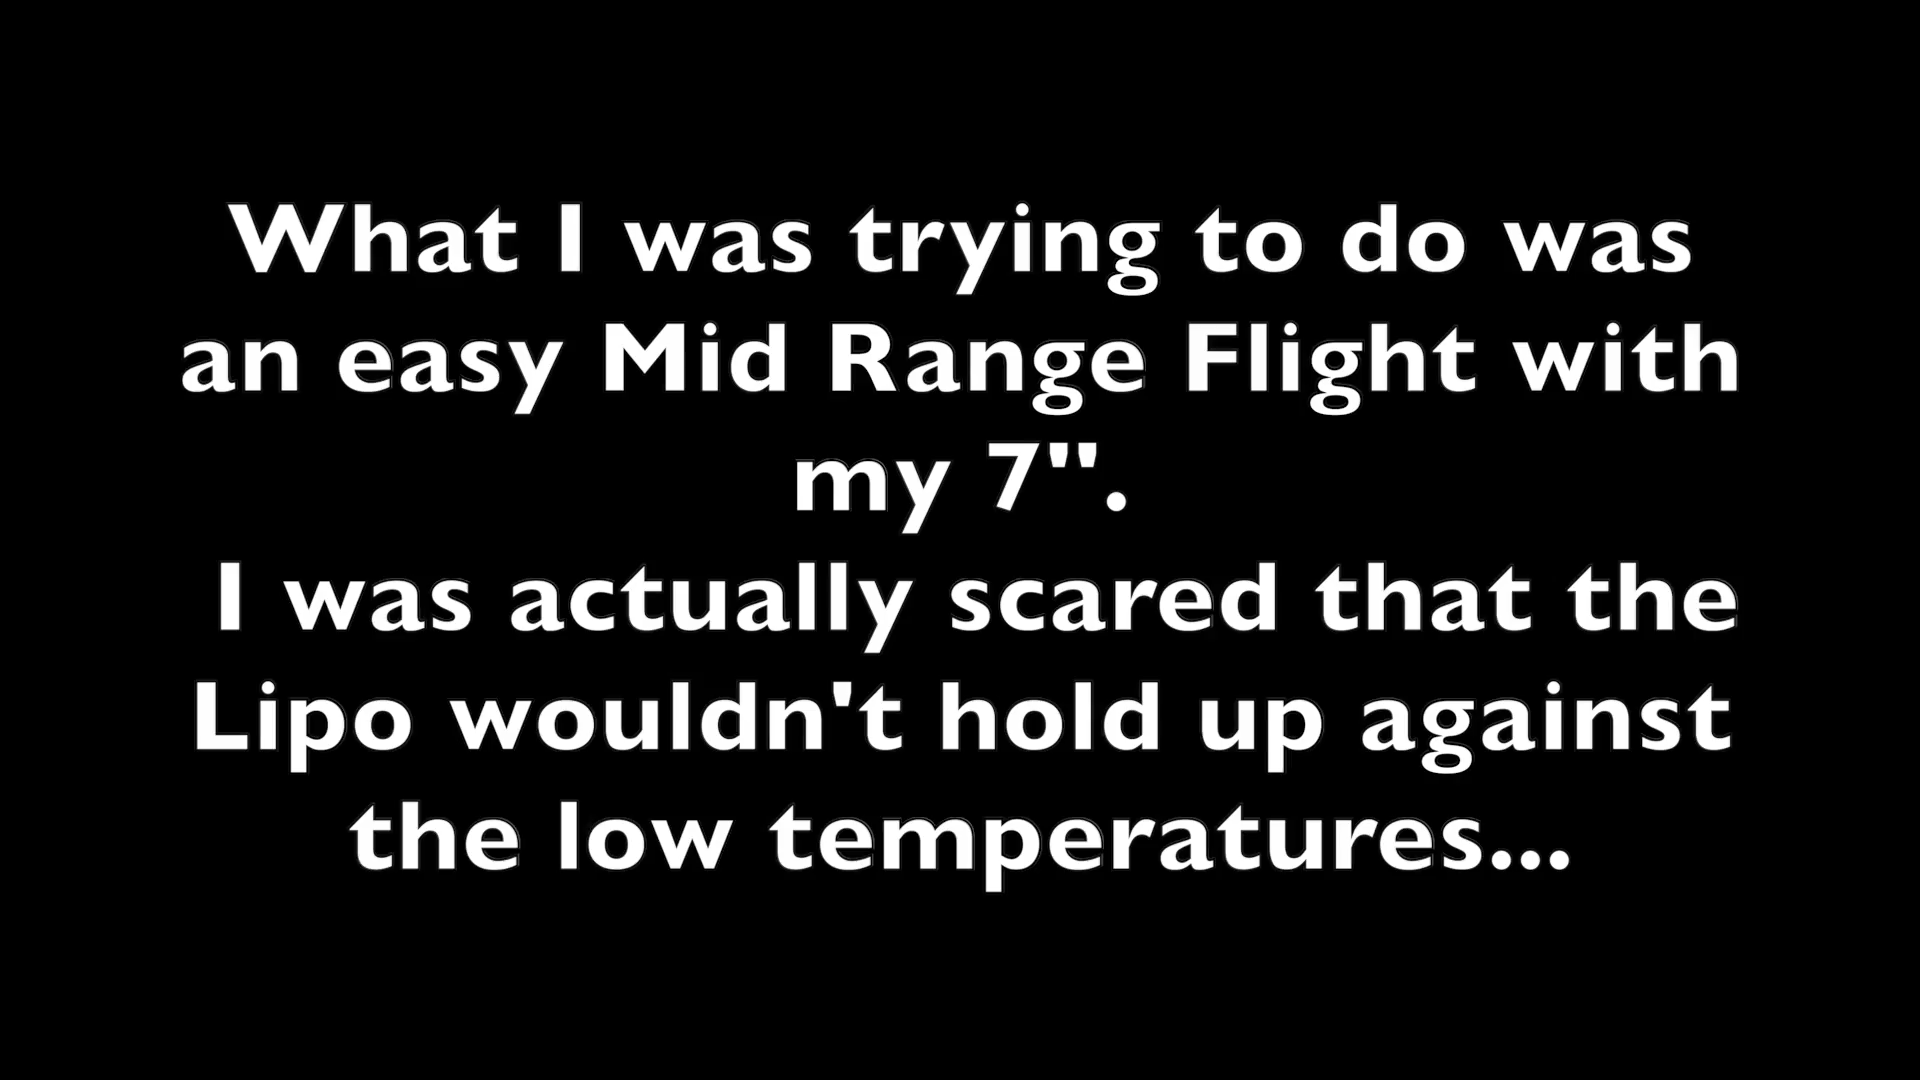 What I was trying to do was
an easy Mid Range Flight with
my 7".
I was actually scared that the
Lipo wouldn't hold up against
the low temperatures...